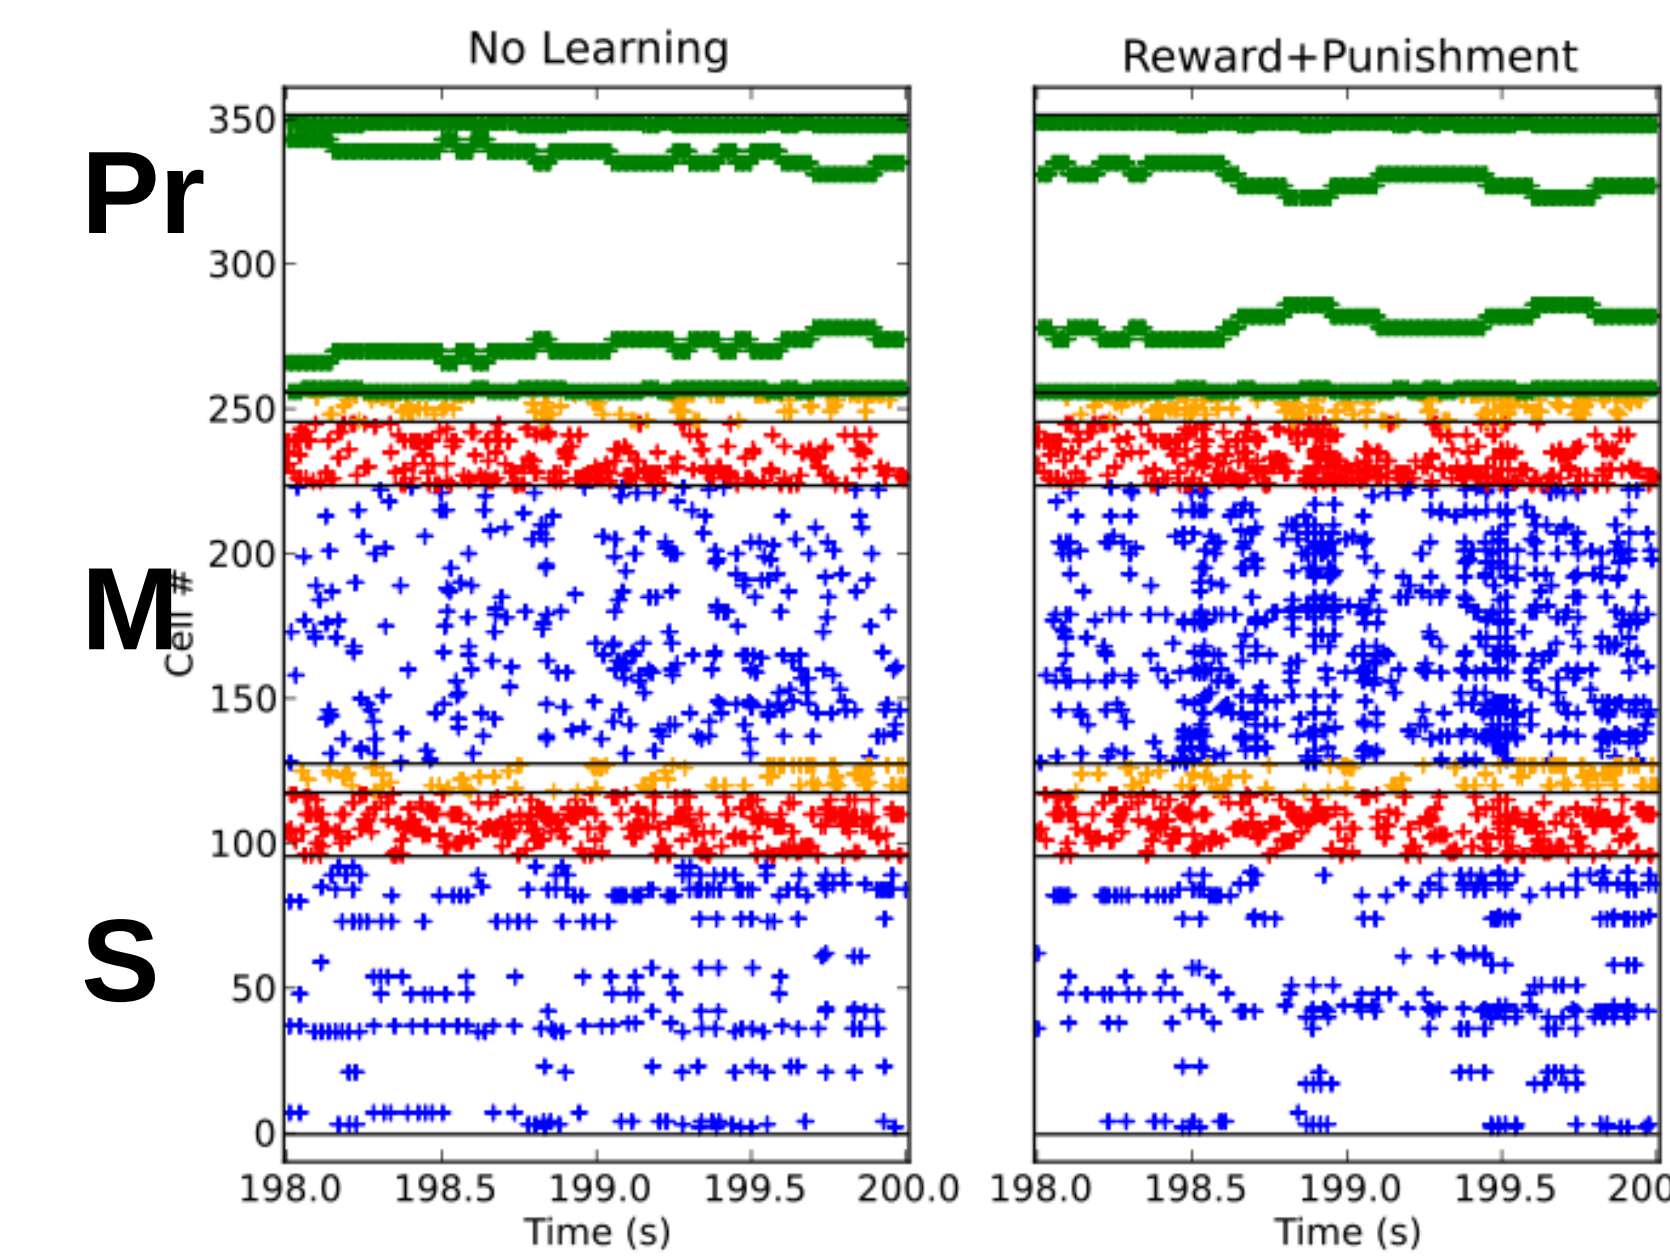 No Learning
Reward+Punishment
Pr
M
S
Cell #
350
300
250
200
150
100
50
0
198.0 198.5 199.0 199.5 200.0
198.0 198.5 199.0 199.5 200
Time (s)
Time (s)